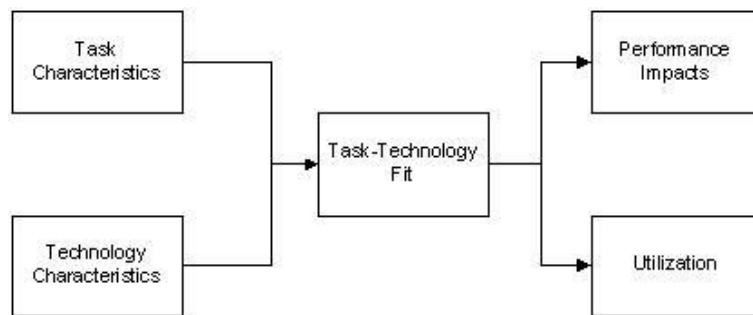 Task
Characteristics
Performance
Impacts
Task-Technology
Fit
Technology
Characteristics
Utilization